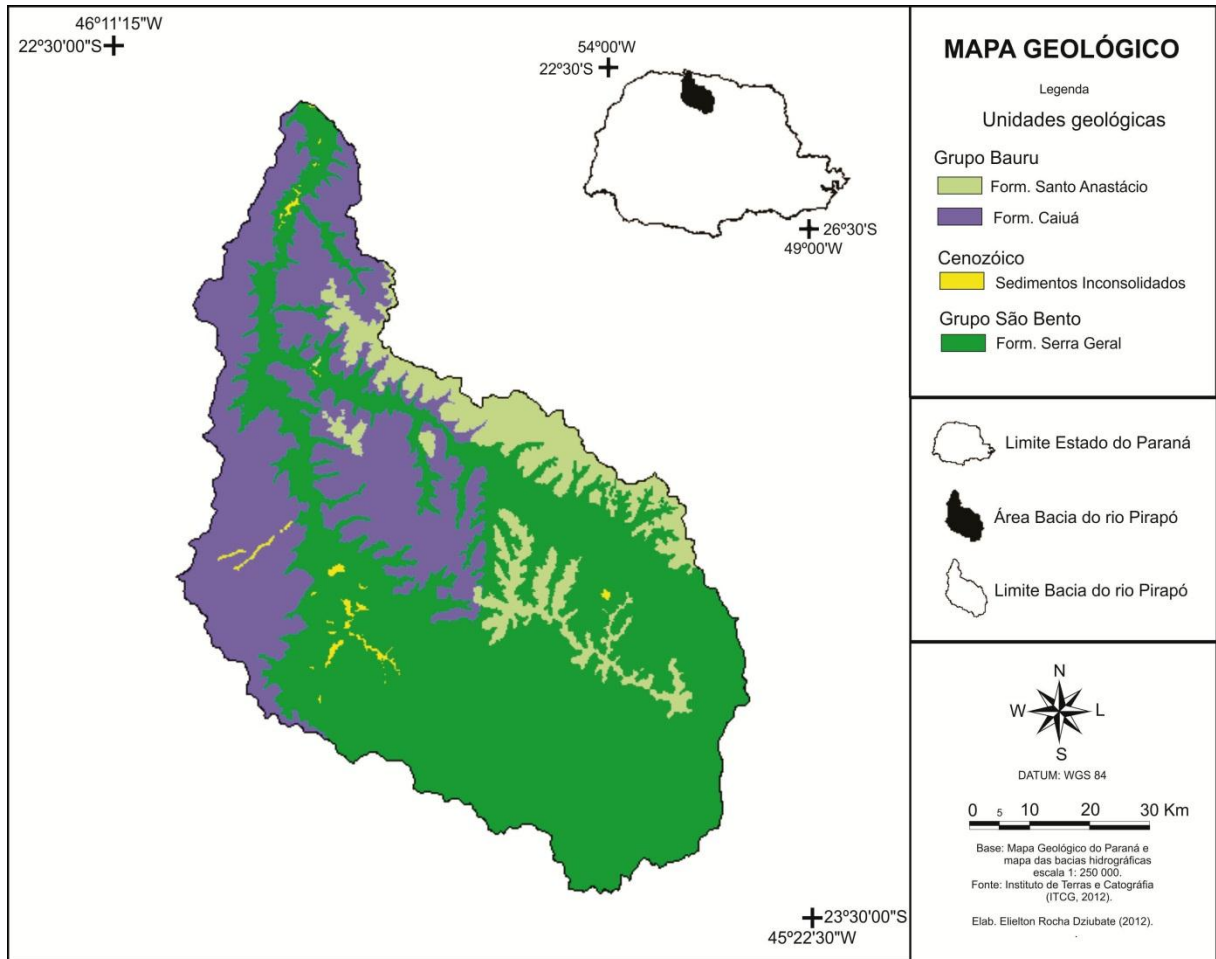 46º11'15"W
22º30'00"S
54º00'W
22º30'S
26º30'S
49º00'W
23º30'00"S
45º22'30"W
MAPA GEOLÓGICO
Legenda
Unidades geológicas
Grupo Bauru
Form. Santo Anastácio
Form. Caiuá
Cenozóico
Sedimentos Inconsolidados
Grupo São Bento
Form. Serra Geral
Limite Estado do Paraná
Área Bacia do rio Pirapó
Limite Bacia do rio Pirapó
N
W L
S
DATUM: WGS 84
0 5 10 20 30 Km
Base: Mapa Geológico do Paraná e
mapa das bacias hidrográficas
escala 1: 250 000.
Fonte: Instituto de Terras e Catográfia
(ITCG, 2012).
Elab. Elielton Rocha Dziubate (2012).
.